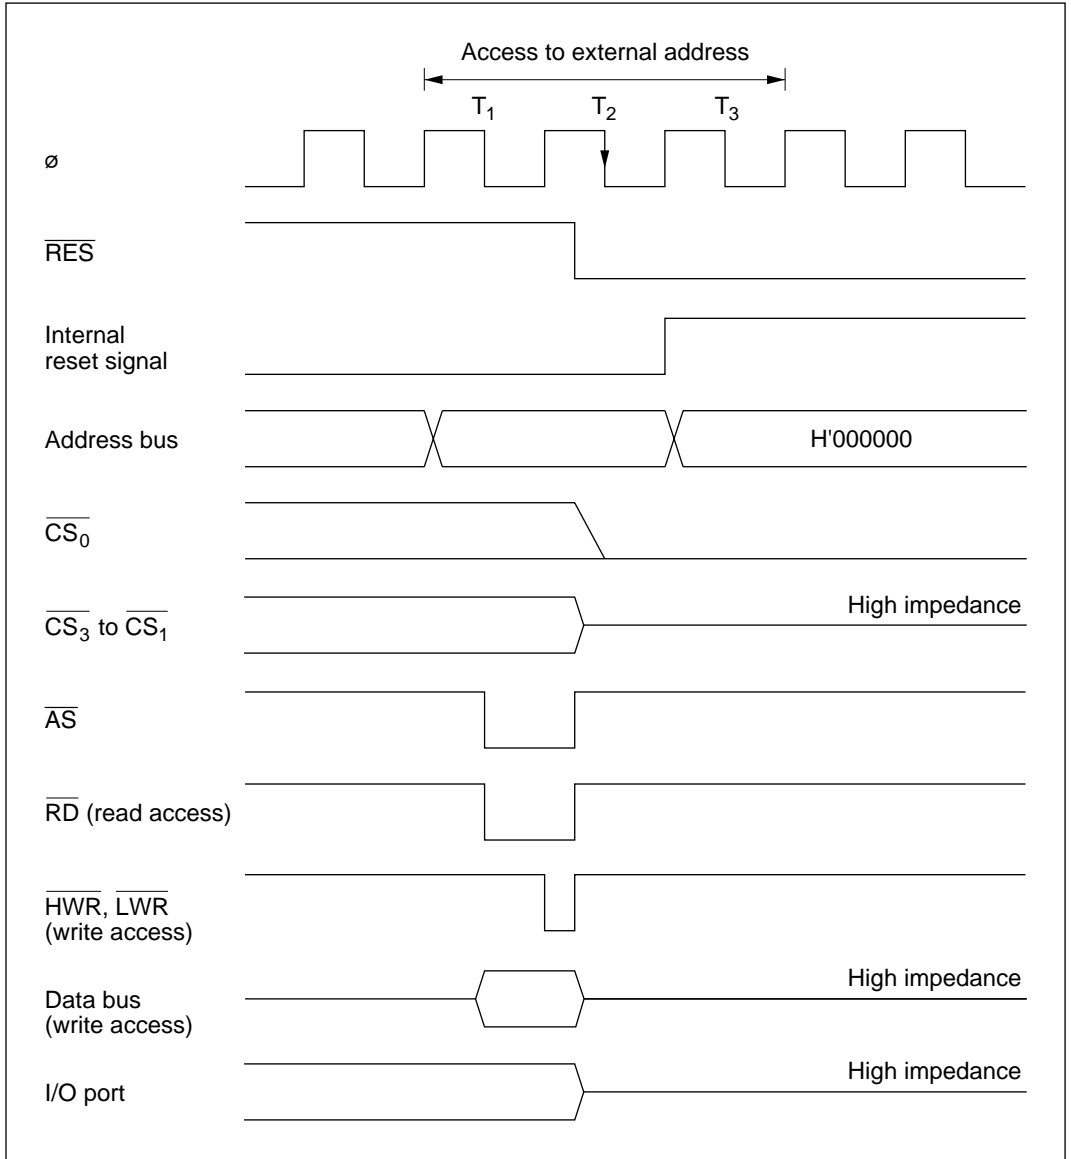 Access to external address
T1 T2 T3
ø
RES
Internal
reset signal
Address bus
H'000000
CS0
High impedance
CS3 to CS1
AS
RD (read access)
HWR, LWR
(write access)
High impedance
Data bus
(write access)
High impedance
I/O port